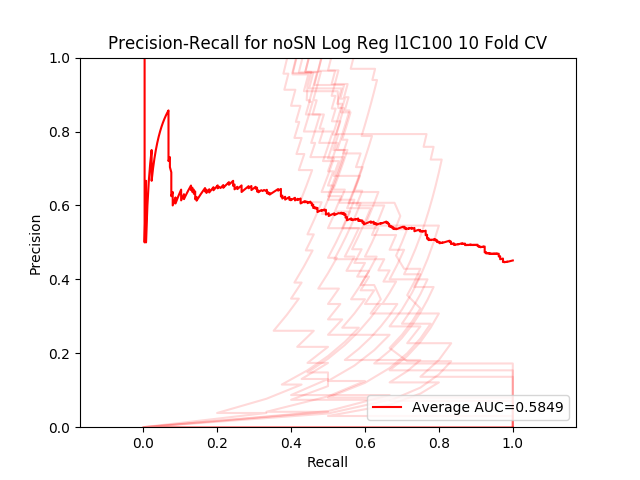 Precision-Recall for noSN Log Reg l1C100 10 Fold CV
1.0
0.8
0.6
0.4
0.2
0.0
Precision
0.0 0.2 0.4 0.6 0.8 1.0
Recall
Average AUC=0.5849